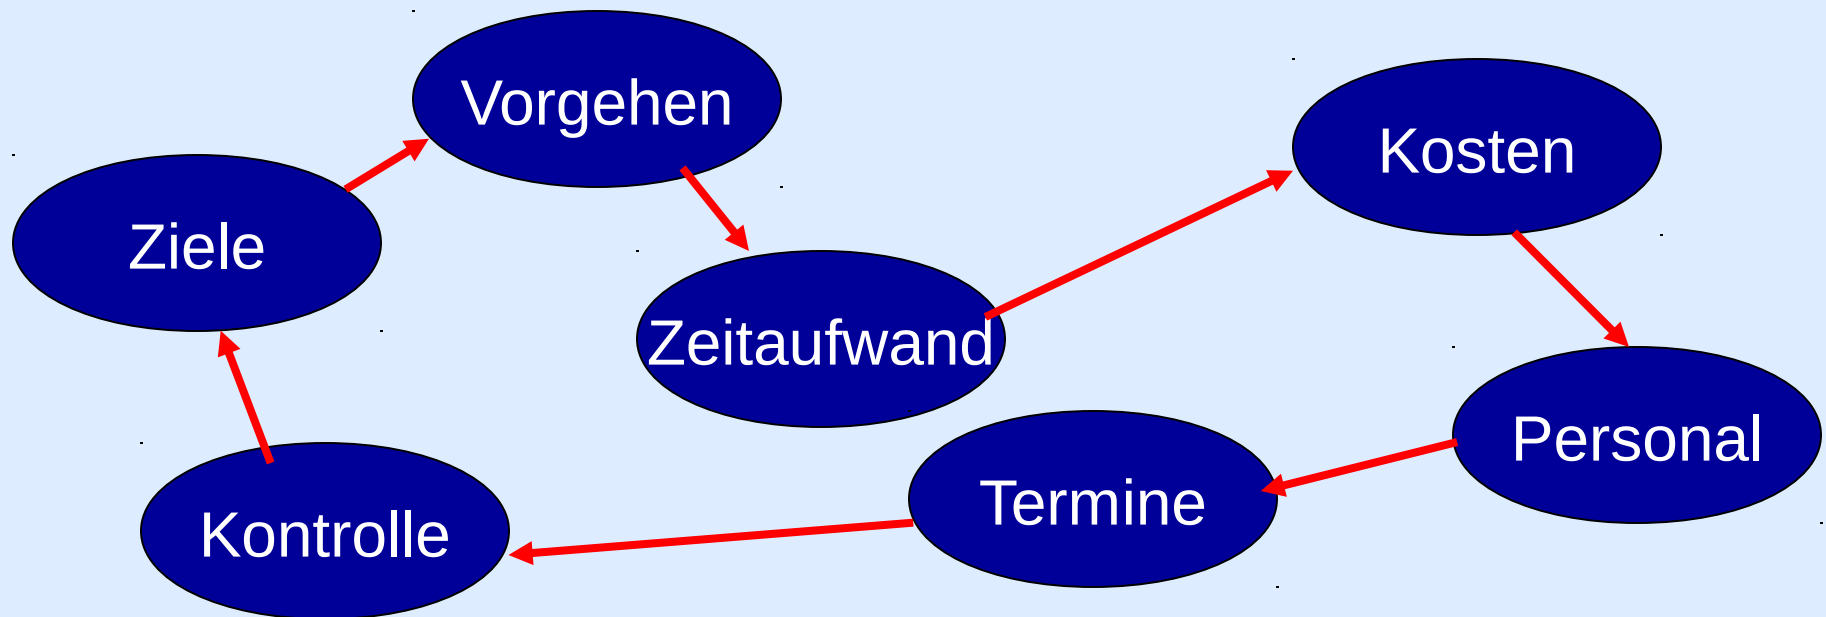 Vorgehen
Kosten
Ziele
Zeitaufwand
Personal
Termine
Kontrolle